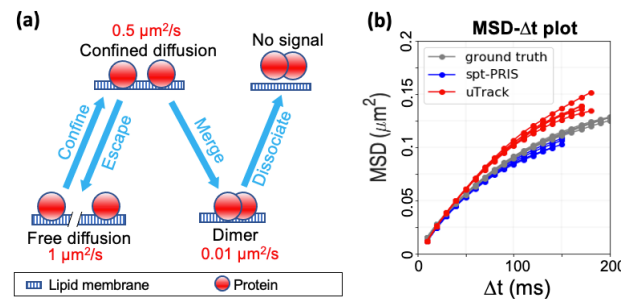 (a)
0.5 μm²/s
Confined diffusion
No signal
Confine
Escape
Merge
Dissociate
Free diffusion
1 μm²/s
Dimer
0.01 μm²/s
Lipid membrane
Protein
(b)
MSD-Δt plot
ground truth
spt-PRIS
uTrack
MSD (μm²)
0.2
0.15
0.1
0.05
0
0
100
200
Δt (ms)